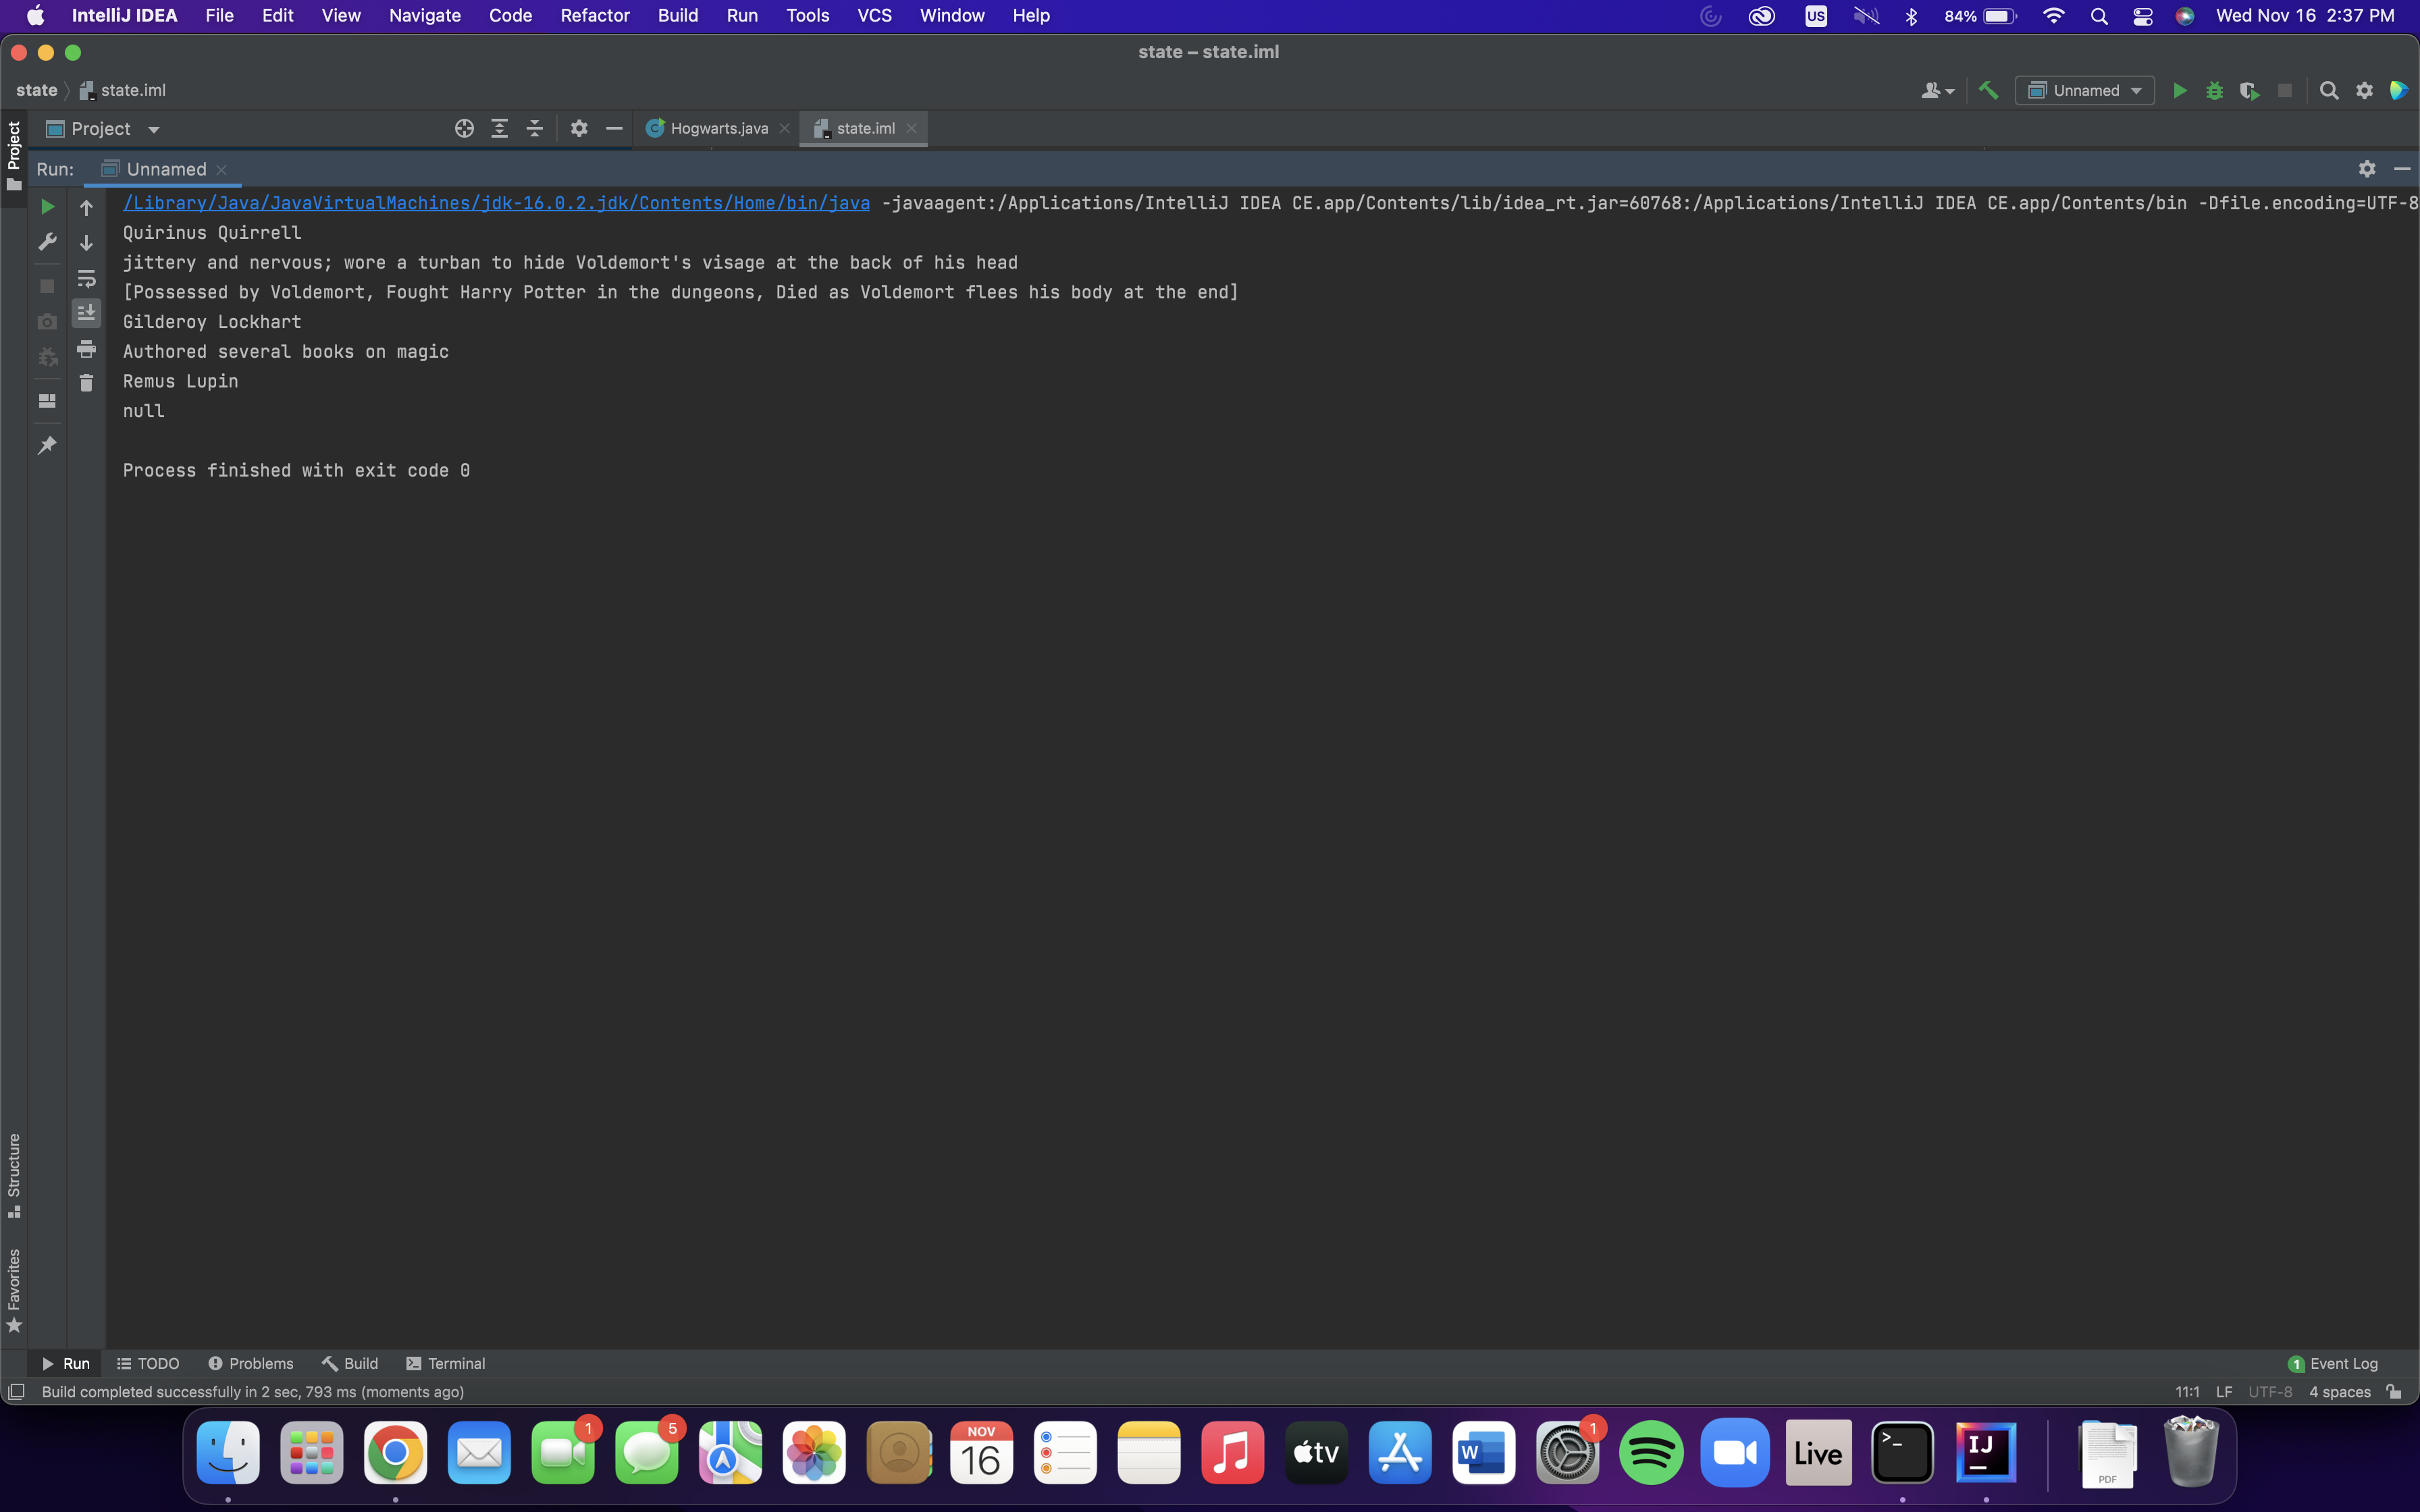 IntelliJ IDEA File Edit View Navigate Code Refactor Build Run Tools VCS Window Help US 84% Wed Nov 16 2:37 PM
state – state.iml
state state.iml Unnamed
Project Project Hogwarts.java state.iml
Run: Unnamed
/Library/Java/JavaVirtualMachines/jdk-16.0.2.jdk/Contents/Home/bin/java -javaagent:/Applications/IntelliJ IDEA CE.app/Contents/lib/idea_rt.jar=60768:/Applications/IntelliJ IDEA CE.app/Contents/bin -Dfile.encoding=UTF-8
Quirinus Quirrell
jittery and nervous; wore a turban to hide Voldemort's visage at the back of his head
[Possessed by Voldemort, Fought Harry Potter in the dungeons, Died as Voldemort flees his body at the end]
Gilderoy Lockhart
Authored several books on magic
Remus Lupin
null
Process finished with exit code 0
Structure
Favorites
Run TODO Problems Build Terminal 1 Event Log
Build completed successfully in 2 sec, 793 ms (moments ago) 11:1 LF UTF-8 4 spaces
1 5 NOV 16 tv W 1 Live >_ IJ PDF